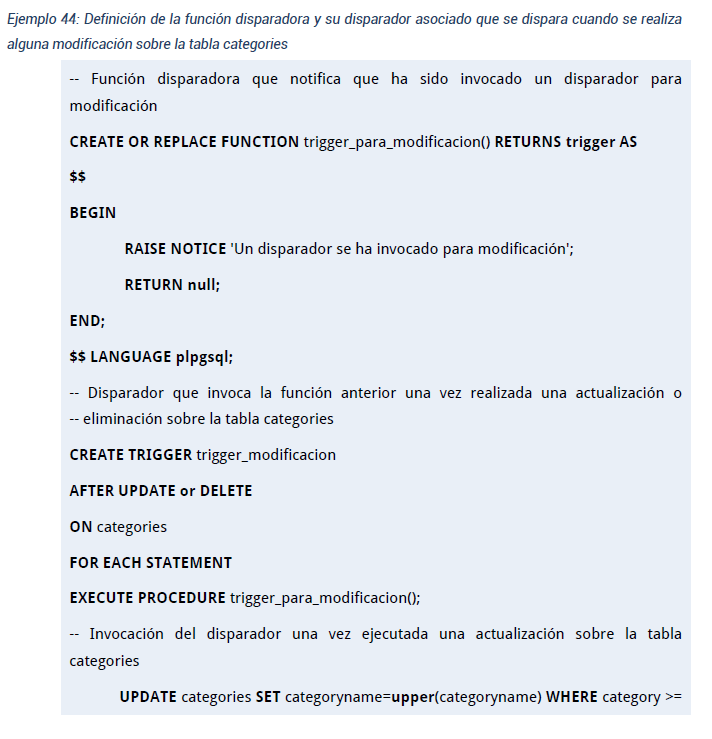 Ejemplo 44: Definición de la función disparadora y su disparador asociado que se dispara cuando se realiza
alguna modificación sobre la tabla categories
-- Función disparadora que notifica que ha sido invocado un disparador para
modificación
CREATE OR REPLACE FUNCTION trigger_para_modificacion() RETURNS trigger AS
$$
BEGIN
RAISE NOTICE 'Un disparador se ha invocado para modificación';
RETURN null;
END;
$$ LANGUAGE plpgsql;
-- Disparador que invoca la función anterior una vez realizada una actualización o
-- eliminación sobre la tabla categories
CREATE TRIGGER trigger_modificacion
AFTER UPDATE or DELETE
ON categories
FOR EACH STATEMENT
EXECUTE PROCEDURE trigger_para_modificacion();
-- Invocación del disparador una vez ejecutada una actualización sobre la tabla
categories
UPDATE categories SET categoryname=upper(categoryname) WHERE category >=